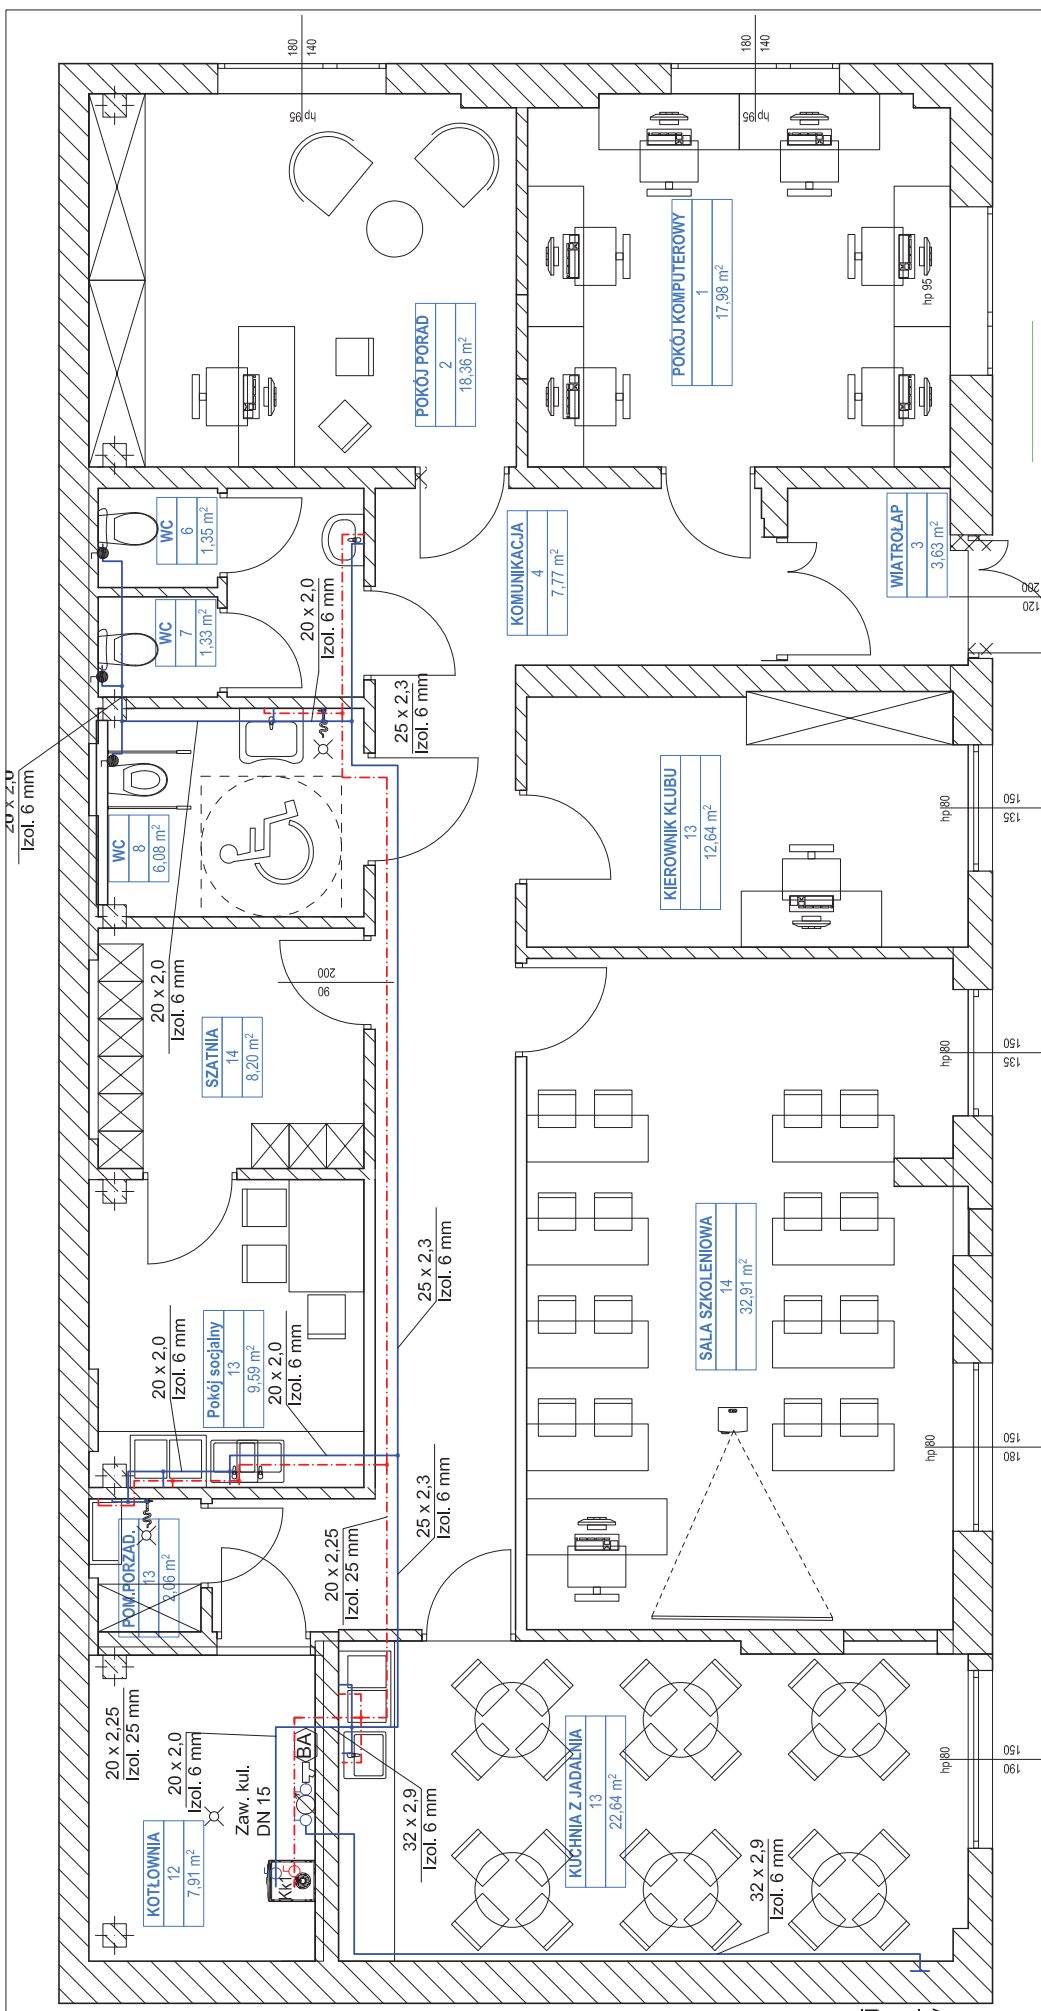 180
140
hp 95
180
140
hp 95
POKÓJ PORAD
2
18,36 m²
POKÓJ KOMPUTEROWY
1
17,98 m²
hp 95
WC
6
1,35 m²
WC
7
1,33 m²
KOMUNIKACJA
4
7,77 m²
WIATROŁAP
3
3,63 m²
200
120
20 x 2,0
Izol. 6 mm
25 x 2,3
Izol. 6 mm
20 x 2,0
Izol. 6 mm
WC
8
6,08 m²
KIEROWNIK KLUBU
13
12,64 m²
hp 80
150
135
20 x 2,0
Izol. 6 mm
200
90
SZATNIA
14
8,20 m²
hp 80
150
135
25 x 2,3
Izol. 6 mm
SALA SZKOLENIOWA
14
32,91 m²
Pokój socjalny
13
9,59 m²
20 x 2,0
Izol. 6 mm
20 x 2,0
Izol. 6 mm
hp 80
150
180
25 x 2,3
Izol. 6 mm
20 x 2,25
Izol. 25 mm
POM.PORZAD.
13
2,06 m²
20 x 2,25
Izol. 25 mm
20 x 2,0
Izol. 6 mm
Zaw. kul.
DN 15
BA
32 x 2,9
Izol. 6 mm
KUCHNIA Z JADALNIA
13
22,64 m²
hp 80
150
190
KOTŁOWNIA
12
7,91 m²
Kk1
32 x 2,9
Izol. 6 mm